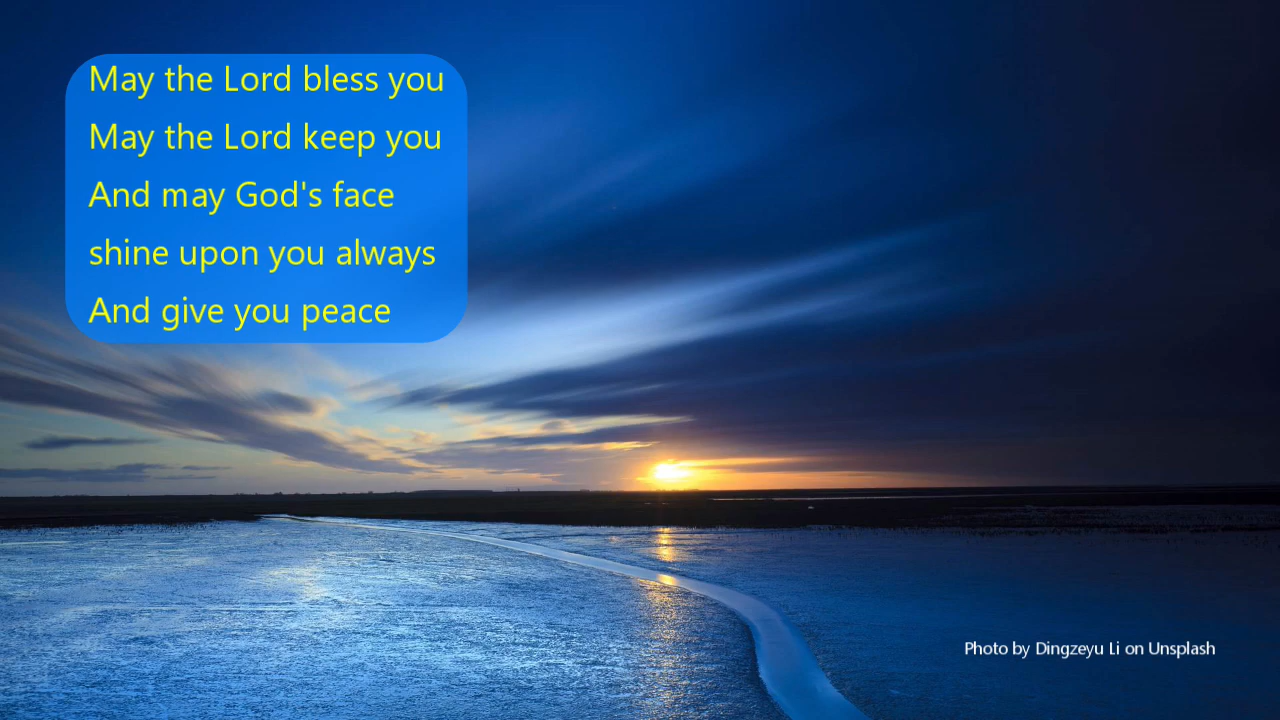 May the Lord bless you
May the Lord keep you
And may God's face
shine upon you always
And give you peace
Photo by Dingzeyu Li on Unsplash